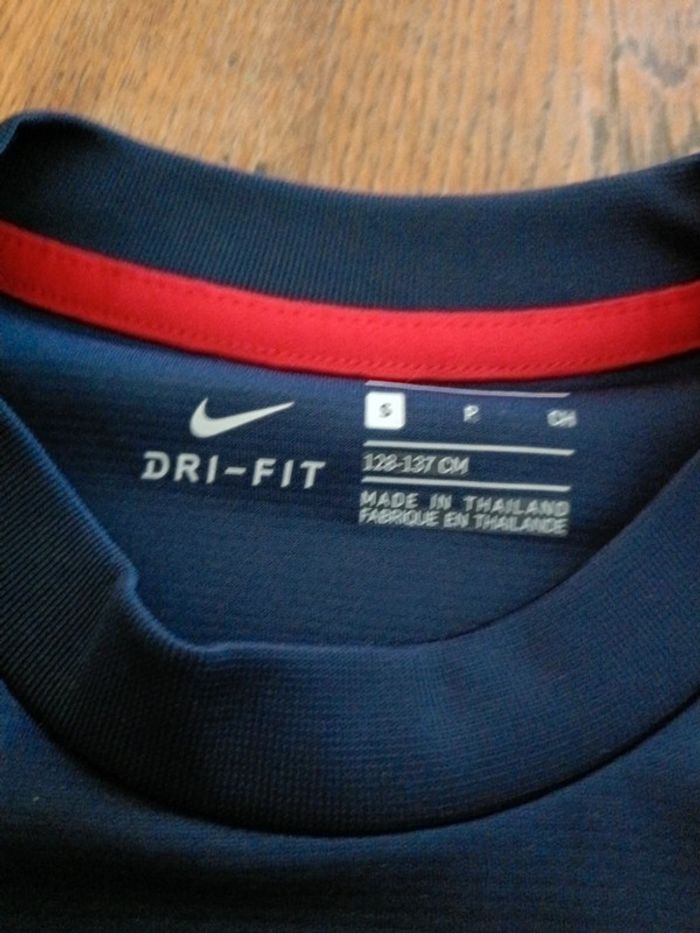 DRI-FIT
S P CH
128-137 CM
MADE IN THAILAND
FABRIQUE EN THAILANDE